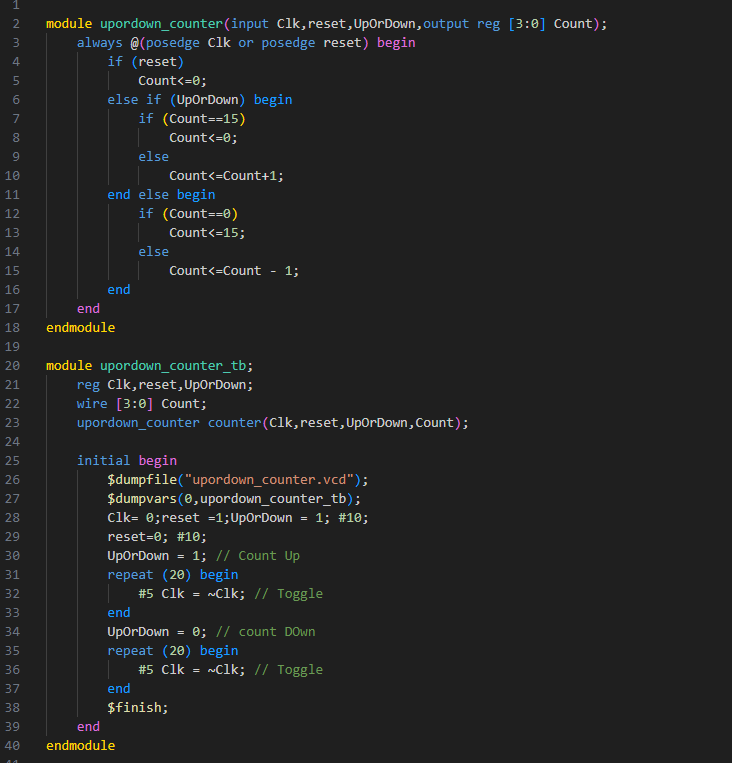 1
2 module upordown_counter(input Clk,reset,UpOrDown,output reg [3:0] Count);
3     always @(posedge Clk or posedge reset) begin
4         if (reset)
5             Count<=0;
6         else if (UpOrDown) begin
7             if (Count==15)
8                 Count<=0;
9             else
10                 Count<=Count+1;
11         end else begin
12             if (Count==0)
13                 Count<=15;
14             else
15                 Count<=Count - 1;
16         end
17     end
18 endmodule
19
20 module upordown_counter_tb;
21     reg Clk,reset,UpOrDown;
22     wire [3:0] Count;
23     upordown_counter counter(Clk,reset,UpOrDown,Count);
24
25     initial begin
26         $dumpfile("upordown_counter.vcd");
27         $dumpvars(0,upordown_counter_tb);
28         Clk= 0;reset =1;UpOrDown = 1; #10;
29         reset=0; #10;
30         UpOrDown = 1; // Count Up
31         repeat (20) begin
32             #5 Clk = ~Clk; // Toggle
33         end
34         UpOrDown = 0; // count DOwn
35         repeat (20) begin
36             #5 Clk = ~Clk; // Toggle
37         end
38         $finish;
39     end
40 endmodule